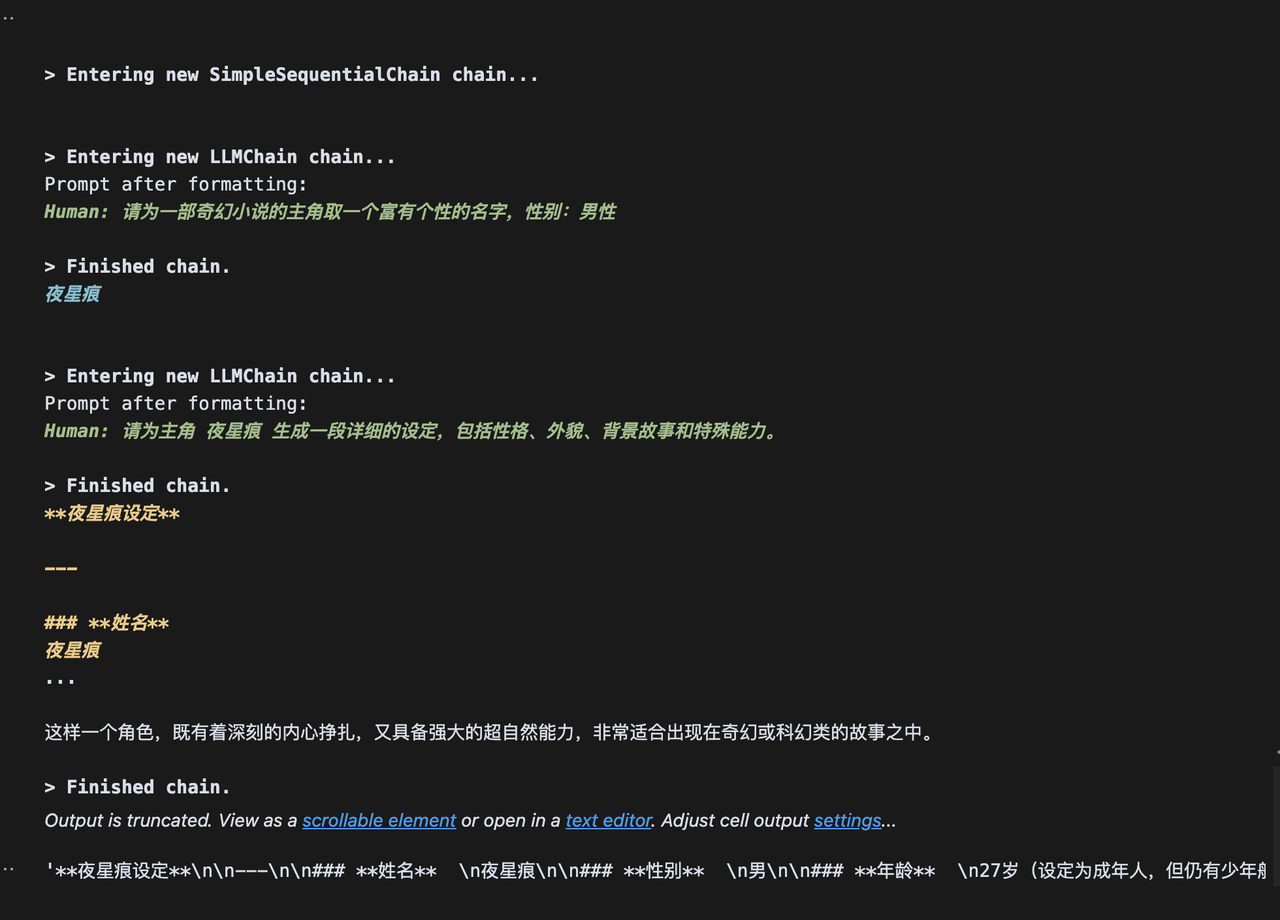 ..
> Entering new SimpleSequentialChain chain...
> Entering new LLMChain chain...
Prompt after formatting:
Human: 请为一部奇幻小说的主角取一个富有个性的名字，性别：男性
> Finished chain.
夜星痕
> Entering new LLMChain chain...
Prompt after formatting:
Human: 请为主角 夜星痕 生成一段详细的设定，包括性格、外貌、背景故事和特殊能力。
> Finished chain.
**夜星痕设定**
---
### **姓名**
夜星痕
...
这样一个角色，既有着深刻的内心挣扎，又具备强大的超自然能力，非常适合出现在奇幻或科幻类的故事之中。
> Finished chain.
Output is truncated. View as a scrollable element or open in a text editor. Adjust cell output settings...
.. '**夜星痕设定**\n\n---\n\n### **姓名**  \n夜星痕\n\n### **性别**  \n男\n\n### **年龄**  \n27岁（设定为成年人，但仍有少年